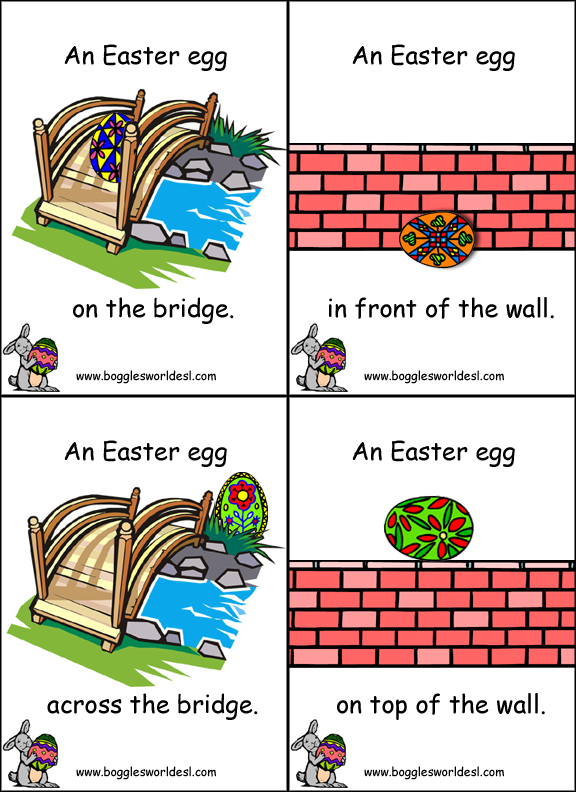 An Easter egg
on the bridge.
www.bogglesworldesl.com
An Easter egg
in front of the wall.
www.bogglesworldesl.com
An Easter egg
across the bridge.
www.bogglesworldesl.com
An Easter egg
on top of the wall.
www.bogglesworldesl.com